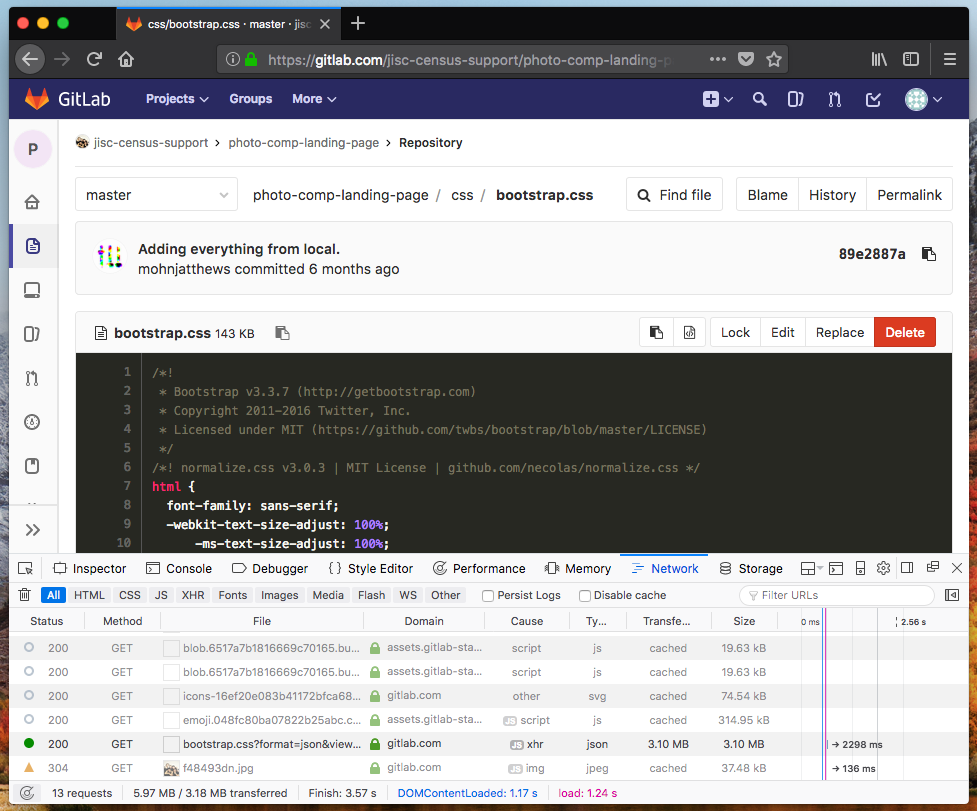 css/bootstrap.css · master · jisc
https://gitlab.com/jisc-census-support/photo-comp-landing-p
GitLab Projects Groups More
P
jisc-census-support > photo-comp-landing-page > Repository
master photo-comp-landing-page / css / bootstrap.css Find file Blame History Permalink
Adding everything from local.
mohnjatthews committed 6 months ago
89e2887a
bootstrap.css 143 KB Lock Edit Replace Delete
1 /*!
2 * Bootstrap v3.3.7 (http://getbootstrap.com)
3 * Copyright 2011-2016 Twitter, Inc.
4 * Licensed under MIT (https://github.com/twbs/bootstrap/blob/master/LICENSE)
5 */
6 /*! normalize.css v3.0.3 | MIT License | github.com/necolas/normalize.css */
7 html {
8 font-family: sans-serif;
9 -webkit-text-size-adjust: 100%;
10 -ms-text-size-adjust: 100%;
Inspector Console Debugger {} Style Editor Performance Memory Network Storage
All HTML CSS JS XHR Fonts Images Media Flash WS Other Persist Logs Disable cache Filter URLs
Status Method File Domain Cause Ty... Transfe... Size 0 ms 2.56 s
200 GET blob.6517a7b1816669c70165.bu... assets.gitlab-sta... script js cached 19.63 kB
200 GET blob.6517a7b1816669c70165.bu... assets.gitlab-sta... script js cached 19.63 kB
200 GET icons-16ef20e083b41172bfca68... gitlab.com other svg cached 74.54 kB
200 GET emoji.048fc80ba07822b25abc.c... assets.gitlab-sta... JS script js cached 314.95 kB
200 GET bootstrap.css?format=json&view... gitlab.com JS xhr json 3.10 MB 3.10 MB → 2298 ms
304 GET f48493dn.jpg gitlab.com JS img jpeg cached 37.48 kB → 136 ms
13 requests 5.97 MB / 3.18 MB transferred Finish: 3.57 s DOMContentLoaded: 1.17 s load: 1.24 s